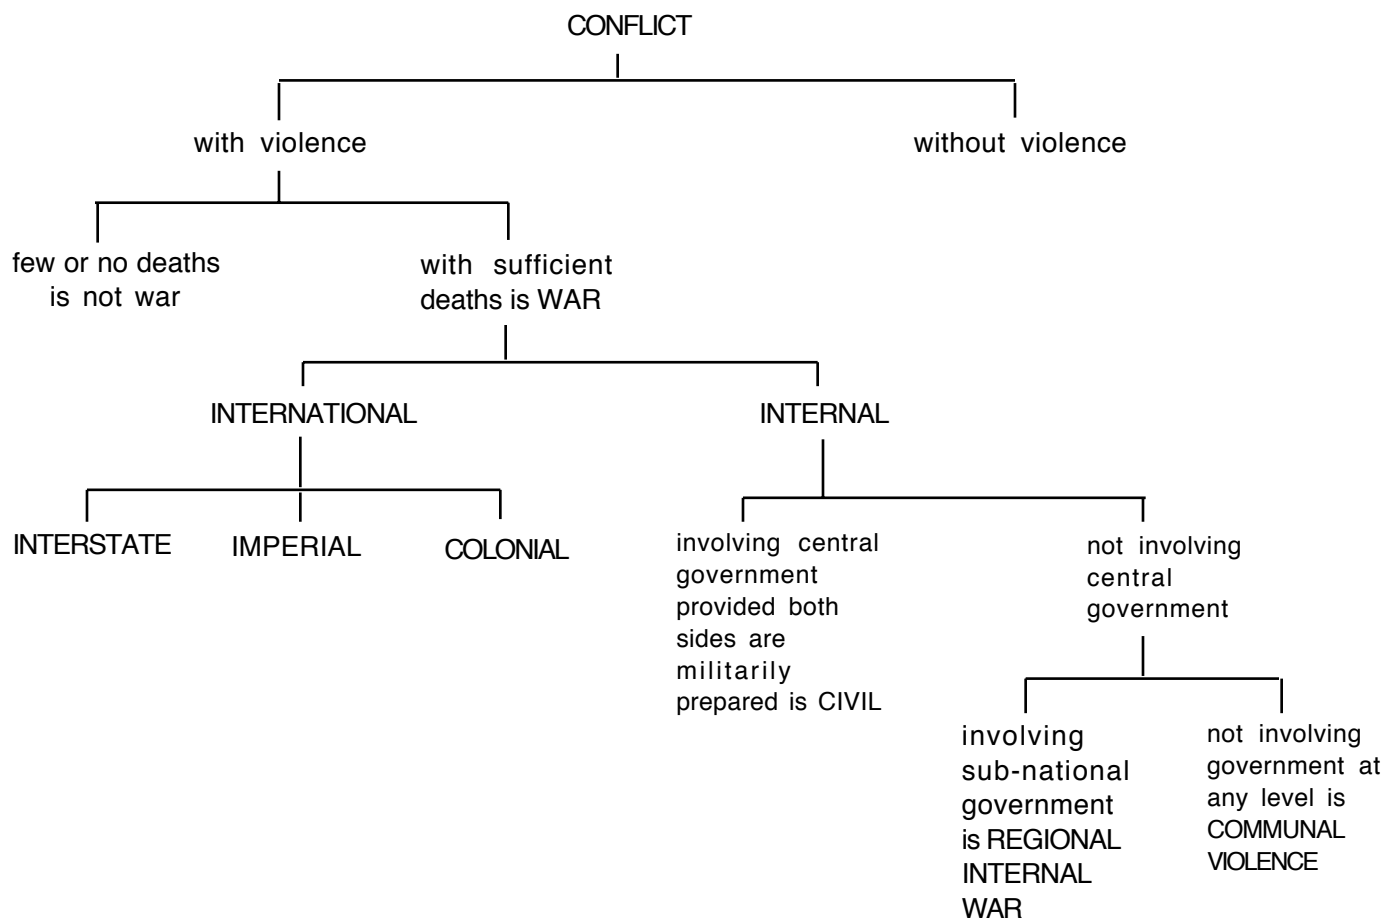 CONFLICT
with violence
without violence
few or no deaths
is not war
with sufficient
deaths is WAR
INTERNATIONAL
INTERNAL
INTERSTATE
IMPERIAL
COLONIAL
involving central
government
provided both
sides are
militarily
prepared is CIVIL
not involving
central
government
involving
sub-national
government
is REGIONAL
INTERNAL
WAR
not involving
government at
any level is
COMMUNAL
VIOLENCE